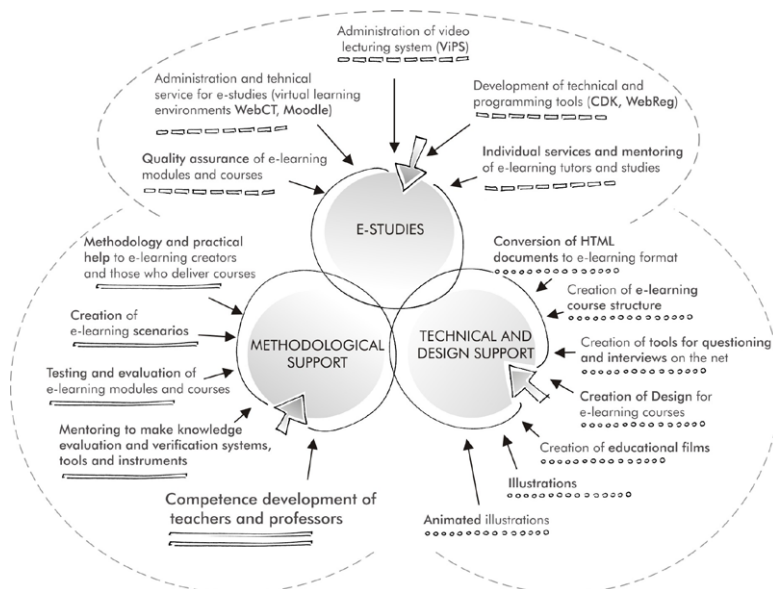 Administration of video
lecturing system (ViPS)
Administration and tehnical
service for e-studies (virtual learning
environments WebCT, Moodle)
Development of technical and
programming tools (CDK, WebReg)
Quality assurance of e-learning
modules and courses
Individual services and mentoring
of e-learning tutors and studies
E-STUDIES
Methodology and practical
help to e-learning creators
and those who deliver courses
Creation of
e-learning scenarios
Testing and evaluation of
e-learning modules and courses
Mentoring to make knowledge
evaluation and verification systems,
tools and instruments
Competence development of
teachers and professors
METHODOLOGICAL
SUPPORT
TECHNICAL AND
DESIGN SUPPORT
Conversion of HTML
documents to e-learning format
Creation of e-learning
course structure
Creation of tools for questioning
and interviews on the net
Creation of Design for
e-learning courses
Creation of educational films
Illustrations
Animated illustrations